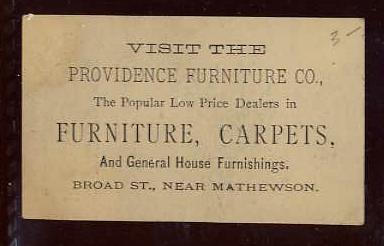 3-
VISIT THE
PROVIDENCE FURNITURE CO.,
The Popular Low Price Dealers in
FURNITURE, CARPETS,
And General House Furnishings.
BROAD ST., NEAR MATHEWSON.